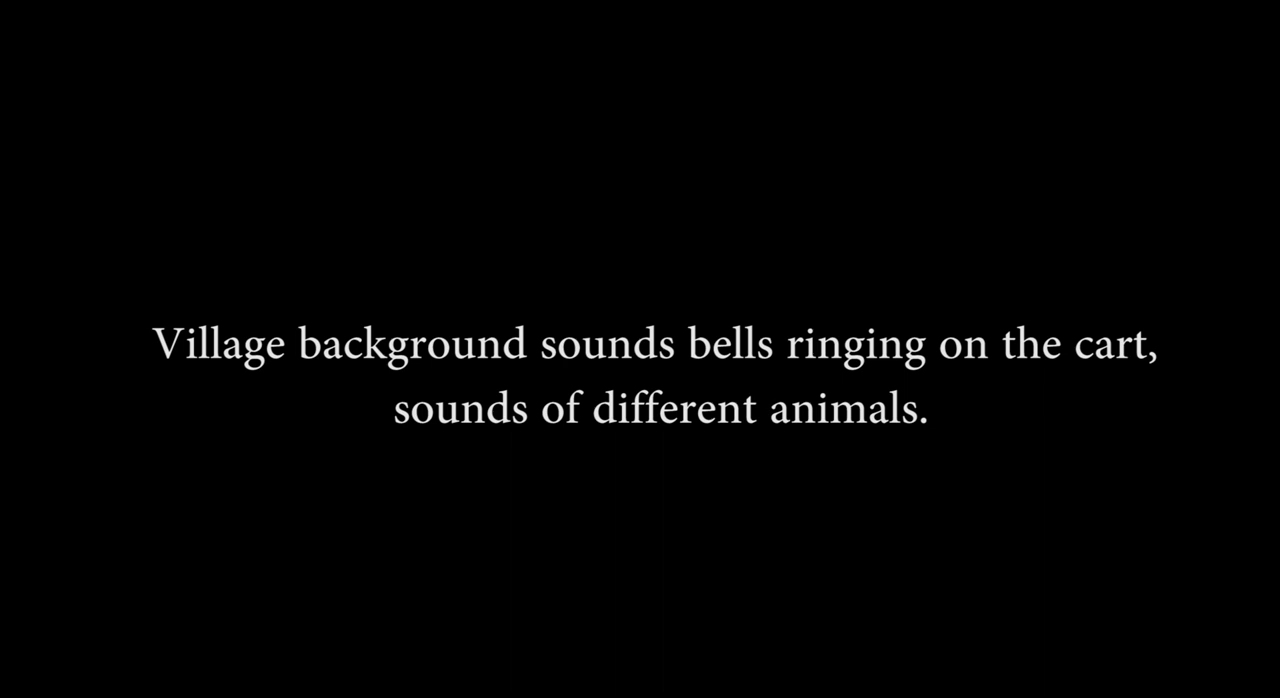 Village background sounds bells ringing on the cart,
sounds of different animals.